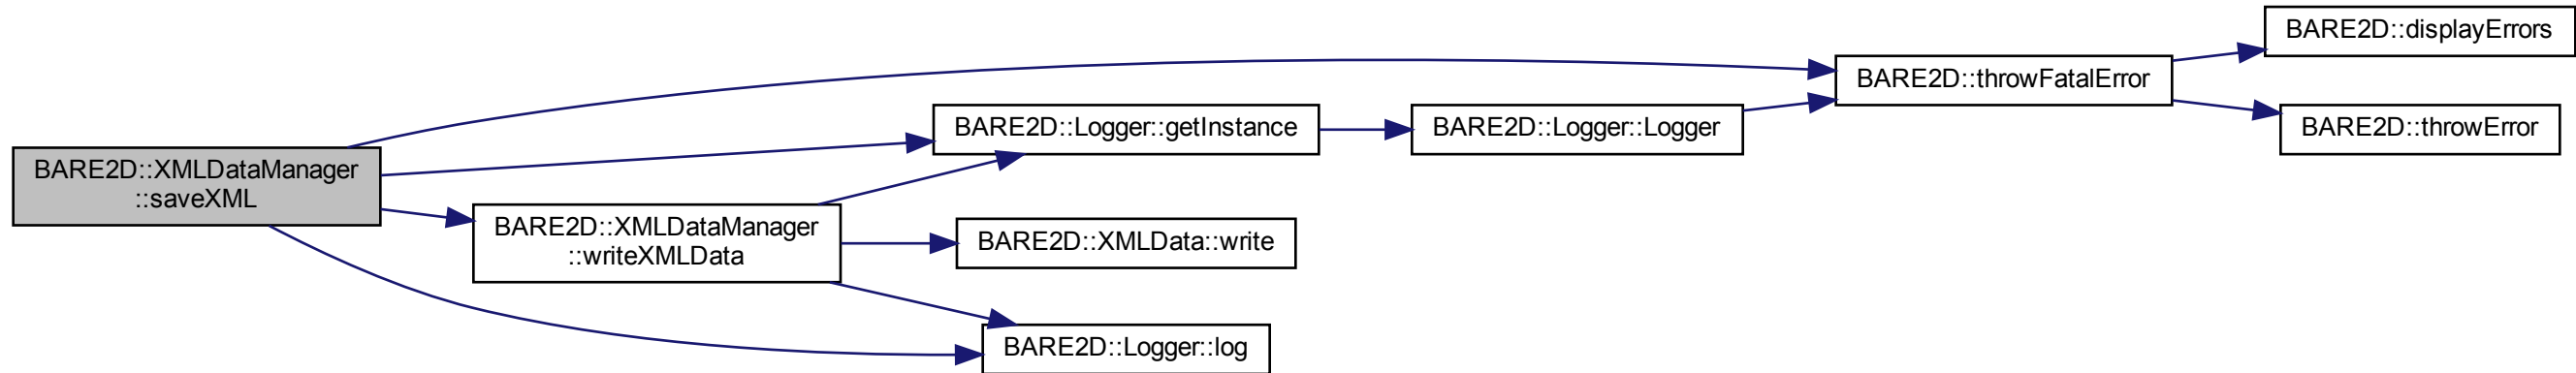 BARE2D::XMLDataManager
::saveXML
BARE2D::XMLDataManager
::writeXMLData
BARE2D::Logger::getInstance
BARE2D::XMLData::write
BARE2D::Logger::log
BARE2D::Logger::Logger
BARE2D::throwFatalError
BARE2D::displayErrors
BARE2D::throwError